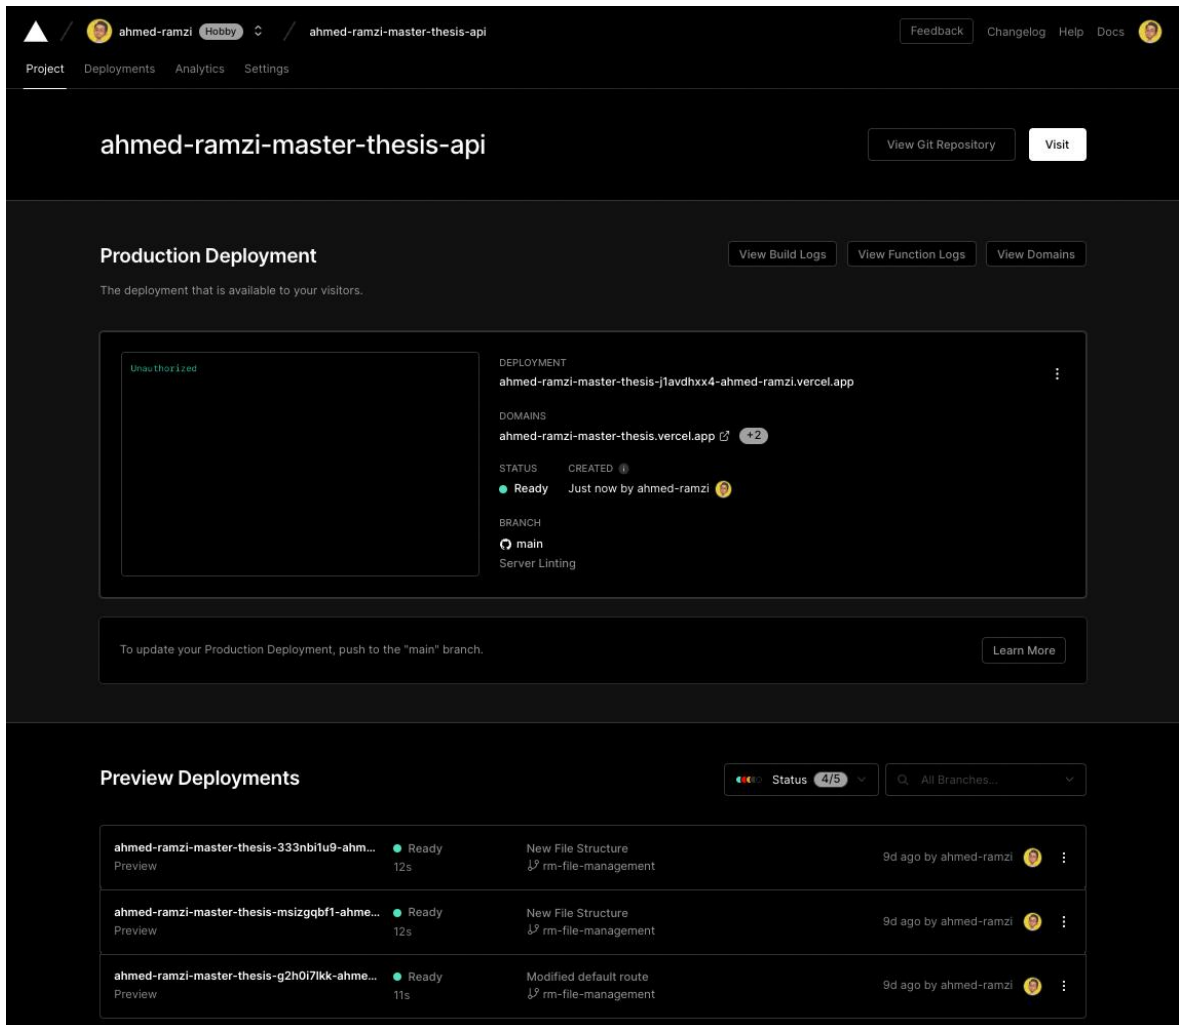 ahmed-ramzi Hobby ahmed-ramzi-master-thesis-api Feedback Changelog Help Docs
Project Deployments Analytics Settings
ahmed-ramzi-master-thesis-api View Git Repository Visit
Production Deployment View Build Logs View Function Logs View Domains
The deployment that is available to your visitors.
Unauthorized
DEPLOYMENT
ahmed-ramzi-master-thesis-j1avdhxx4-ahmed-ramzi.vercel.app
DOMAINS
ahmed-ramzi-master-thesis.vercel.app +2
STATUS CREATED
Ready Just now by ahmed-ramzi
BRANCH
main
Server Linting
To update your Production Deployment, push to the "main" branch. Learn More
Preview Deployments Status 4/5 All Branches...
ahmed-ramzi-master-thesis-333nbi1u9-ahm... Ready New File Structure 9d ago by ahmed-ramzi
Preview 12s rm-file-management
ahmed-ramzi-master-thesis-msizgqbf1-ahme... Ready New File Structure 9d ago by ahmed-ramzi
Preview 12s rm-file-management
ahmed-ramzi-master-thesis-g2h0i7lkk-ahme... Ready Modified default route 9d ago by ahmed-ramzi
Preview 11s rm-file-management